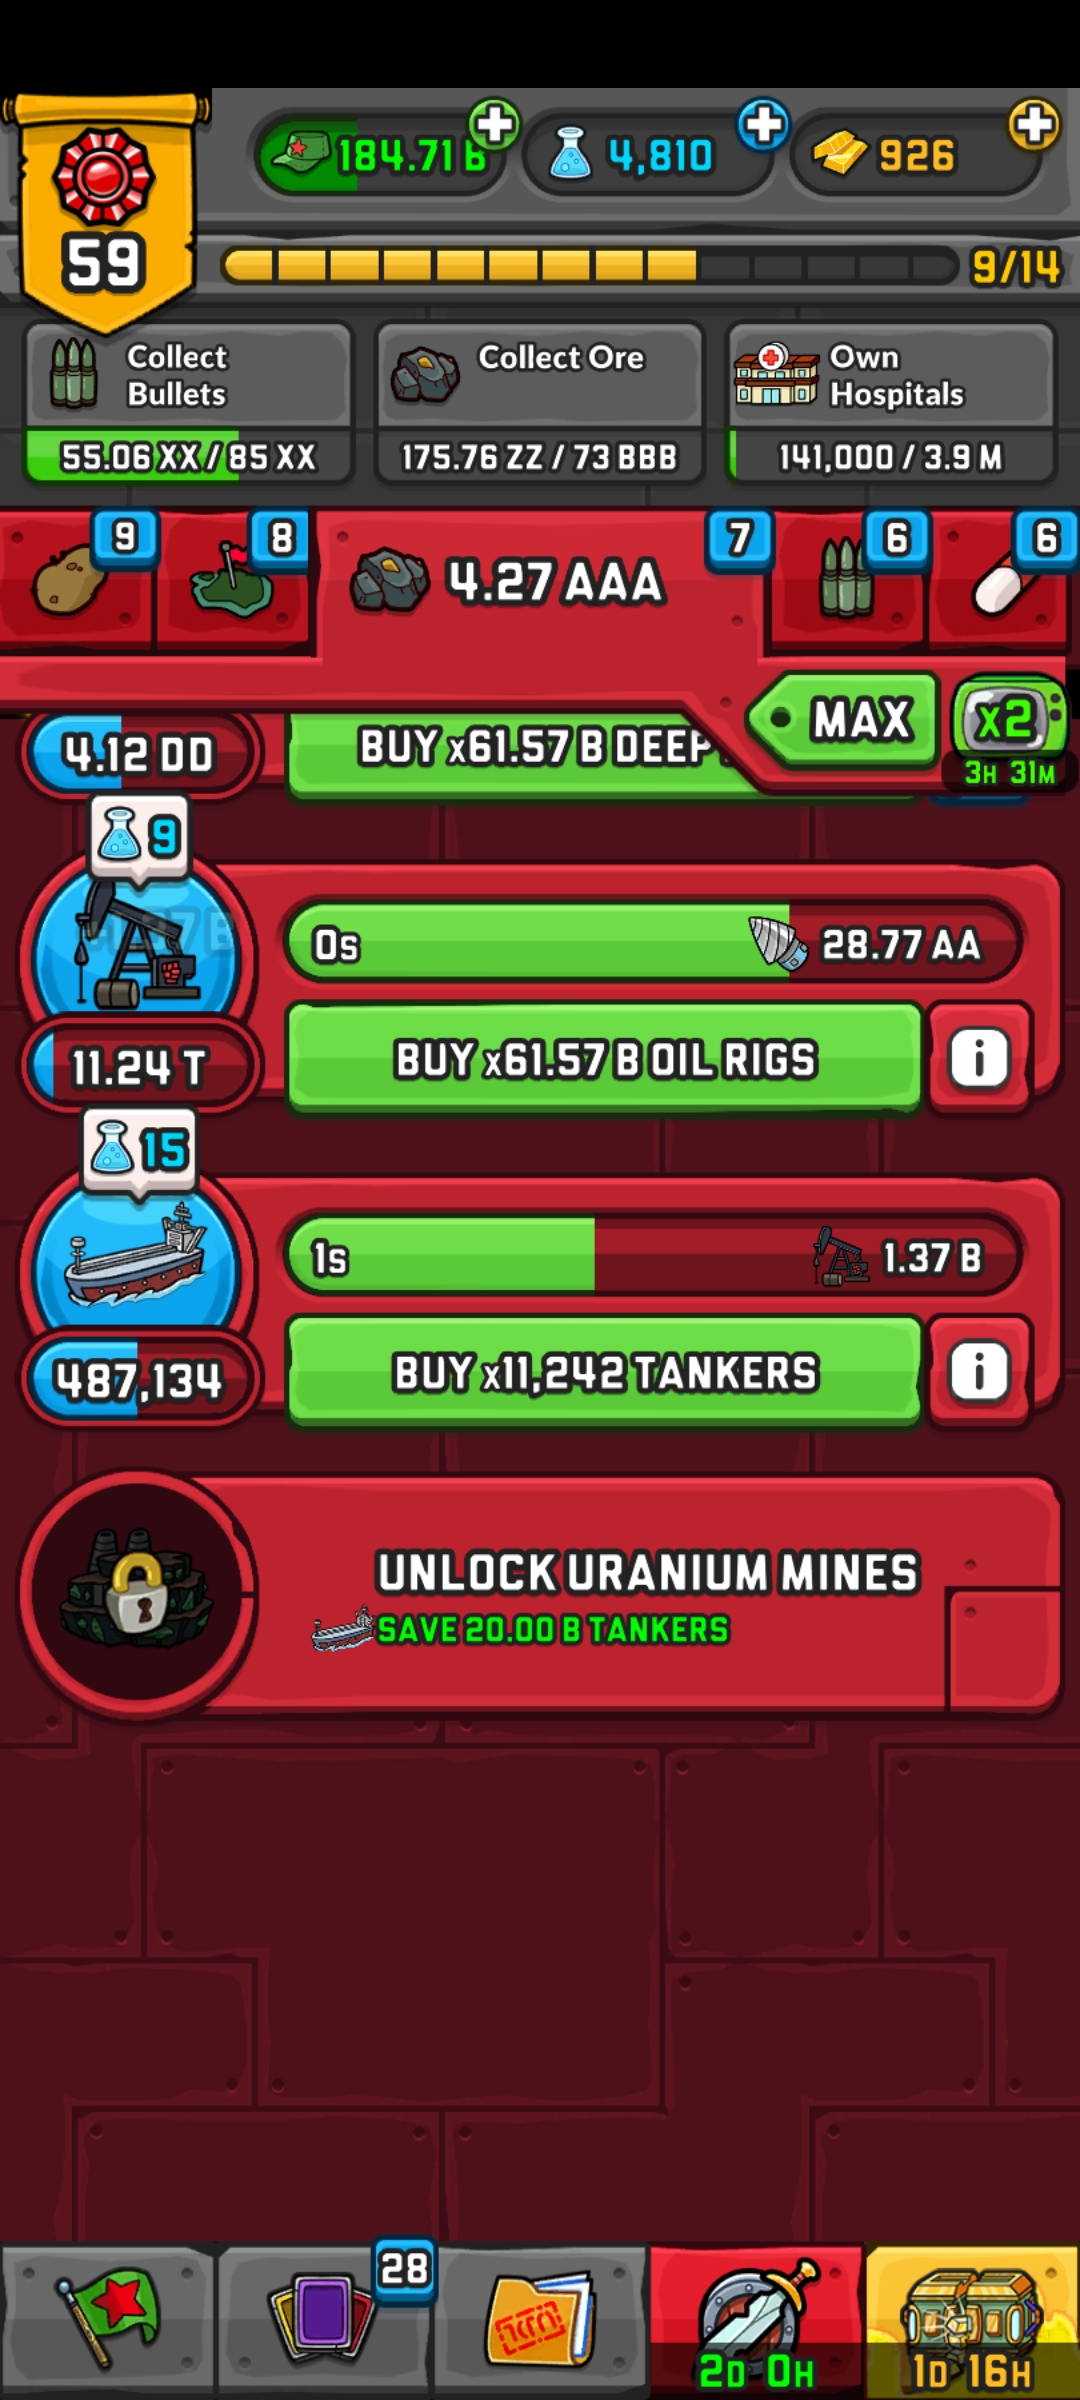 184.71 B
4,810
926
59
9/14
Collect
Bullets
Collect Ore
Own
Hospitals
55.06 XX / 85 XX
175.76 ZZ / 73 BBB
141,000 / 3.9 M
9
8
4.27 AAA
7
6
6
MAX
x2
3H 31M
4.12 DD
BUY x61.57 B DEEP
9
0s
28.77 AA
11.24 T
BUY x61.57 B OIL RIGS
i
15
1s
1.37 B
487,134
BUY x11,242 TANKERS
i
UNLOCK URANIUM MINES
SAVE 20.00 B TANKERS
28
2D 0H
1D 16H